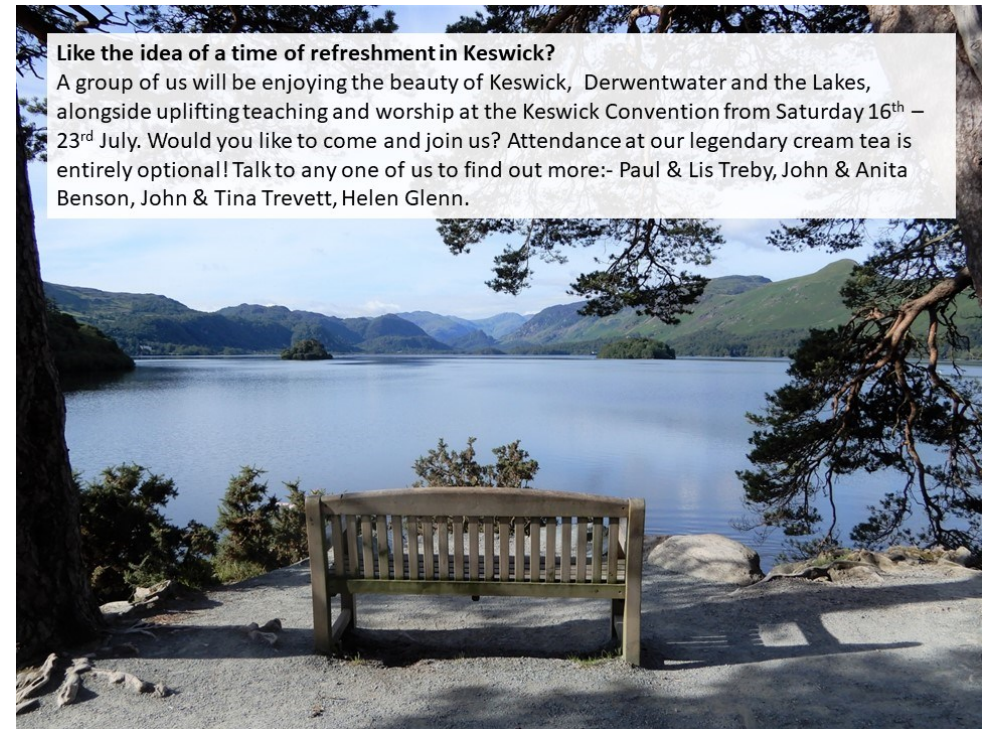 Like the idea of a time of refreshment in Keswick?
A group of us will be enjoying the beauty of Keswick,  Derwentwater and the Lakes,
alongside uplifting teaching and worship at the Keswick Convention from Saturday 16th –
23rd July. Would you like to come and join us? Attendance at our legendary cream tea is
entirely optional! Talk to any one of us to find out more:- Paul & Lis Treby, John & Anita
Benson, John & Tina Trevett, Helen Glenn.